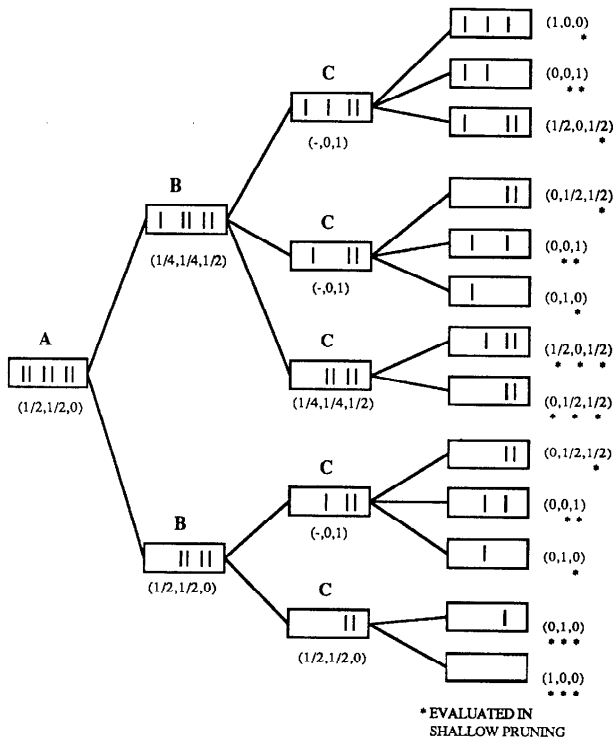 (1,0,0)
*
C
(0,0,1)
* *
(-,0,1)
(1/2,0,1/2)
*
B
(1/4,1/4,1/2)
C
(0,1/2,1/2)
*
(-,0,1)
(0,0,1)
* *
(0,1,0)
*
A
(1/2,1/2,0)
C
(1/4,1/4,1/2)
(1/2,0,1/2)
* * *
(0,1/2,1/2)
* * *
B
(1/2,1/2,0)
C
(-,0,1)
(0,1/2,1/2)
*
(0,0,1)
* *
(0,1,0)
*
C
(1/2,1/2,0)
(0,1,0)
* * *
(1,0,0)
* * *
* EVALUATED IN
SHALLOW PRUNING